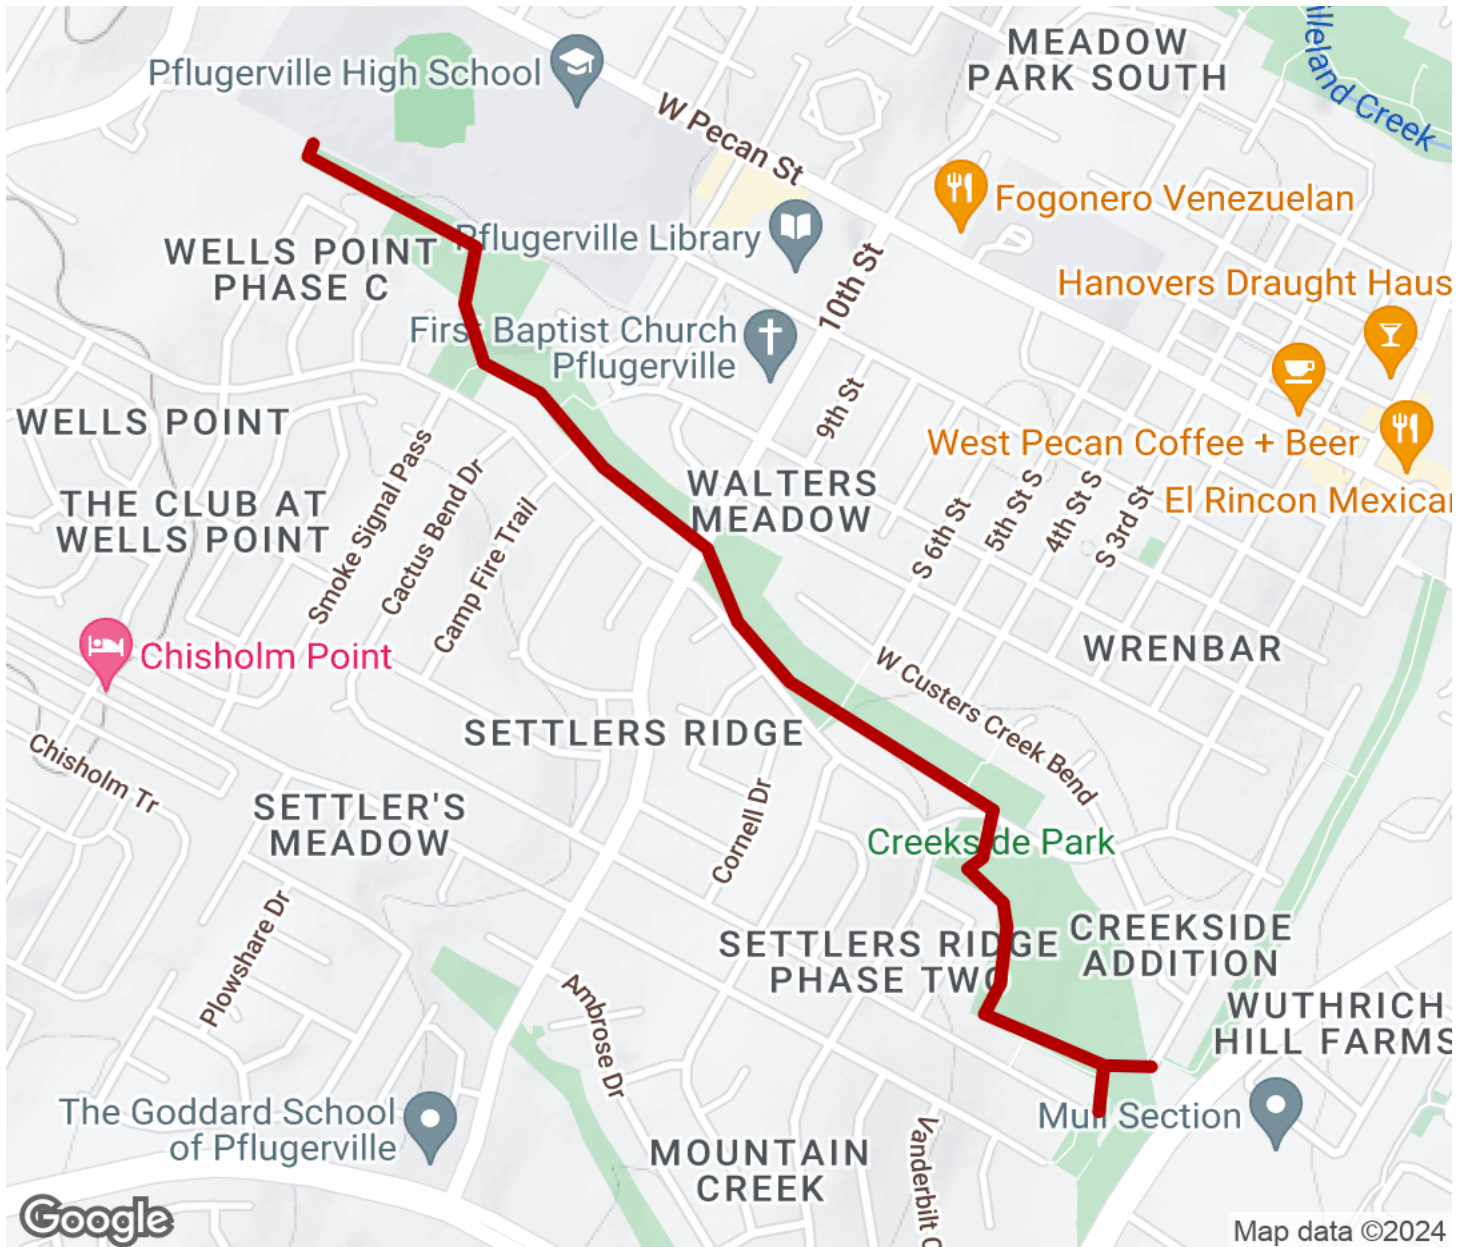 MEADOW
PARK SOUTH
illeland Creek
Pflugerville High School
W Pecan St
Fogonero Venezuelan
Pflugerville Library
WELLS POINT
PHASE C
10th St
Hanovers Draught Haus
First Baptist Church
Pflugerville
9th St
WELLS POINT
West Pecan Coffee + Beer
Smoke Signal Pass
Cactus Bend Dr
Camp Fire Trail
WALTERS
MEADOW
S 6th St
5th St S
4th St S
S 3rd St
El Rincon Mexican
THE CLUB AT
WELLS POINT
Chisholm Point
WRENBAR
W Custers Creek Bend
SETTLERS RIDGE
Chisholm Tr
SETTLER'S
MEADOW
Cornell Dr
Creekside Park
Plowshare Dr
SETTLERS RIDGE
PHASE TWO
CREEKSIDE
ADDITION
Ambrose Dr
WUTHRICH
HILL FARMS
The Goddard School
of Pflugerville
Vanderbilt C
MOUNTAIN
CREEK
Google
Map data ©2024